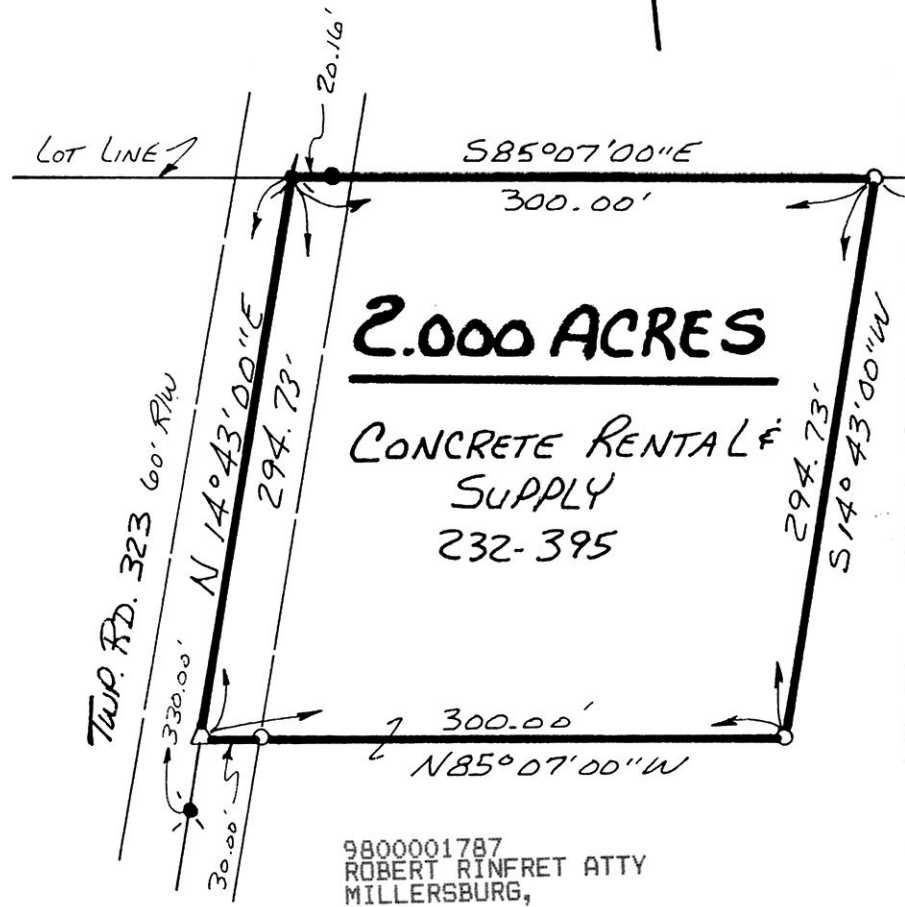 20.16'
LOT LINE
S85°07'00"E
300.00'
2.000 ACRES
CONCRETE RENTAL &
SUPPLY
232-395
N 14°43'00"E
294.73'
294.73'
S14°43'00"W
TWP. RD. 323 60' R/W
330.00'
30.00'
300.00'
N85°07'00"W
9800001787
ROBERT RINFRET ATTY
MILLERSBURG,